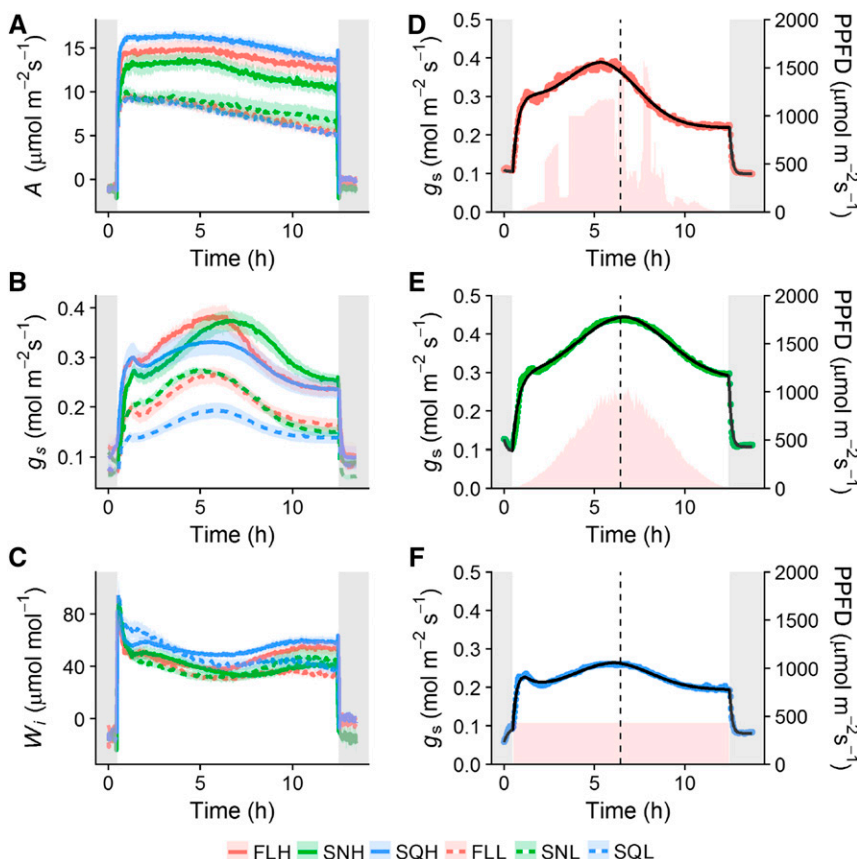 A
A (μmol m⁻² s⁻¹)
15
10
5
0
0 5 10
Time (h)
B
gₛ (mol m⁻² s⁻¹)
0.4
0.3
0.2
0.1
0 5 10
Time (h)
C
Wᵢ (μmol mol⁻¹)
80
40
0
0 5 10
Time (h)
D
gₛ (mol m⁻² s⁻¹)
0.5
0.4
0.3
0.2
0.1
0.0
0 5 10
Time (h)
2000
1500
1000
500
0
PPFD (μmol m⁻² s⁻¹)
E
gₛ (mol m⁻² s⁻¹)
0.5
0.4
0.3
0.2
0.1
0.0
0 5 10
Time (h)
2000
1500
1000
500
0
PPFD (μmol m⁻² s⁻¹)
F
gₛ (mol m⁻² s⁻¹)
0.5
0.4
0.3
0.2
0.1
0.0
0 5 10
Time (h)
2000
1500
1000
500
0
PPFD (μmol m⁻² s⁻¹)
FLH SNH SQH FLL SNL SQL